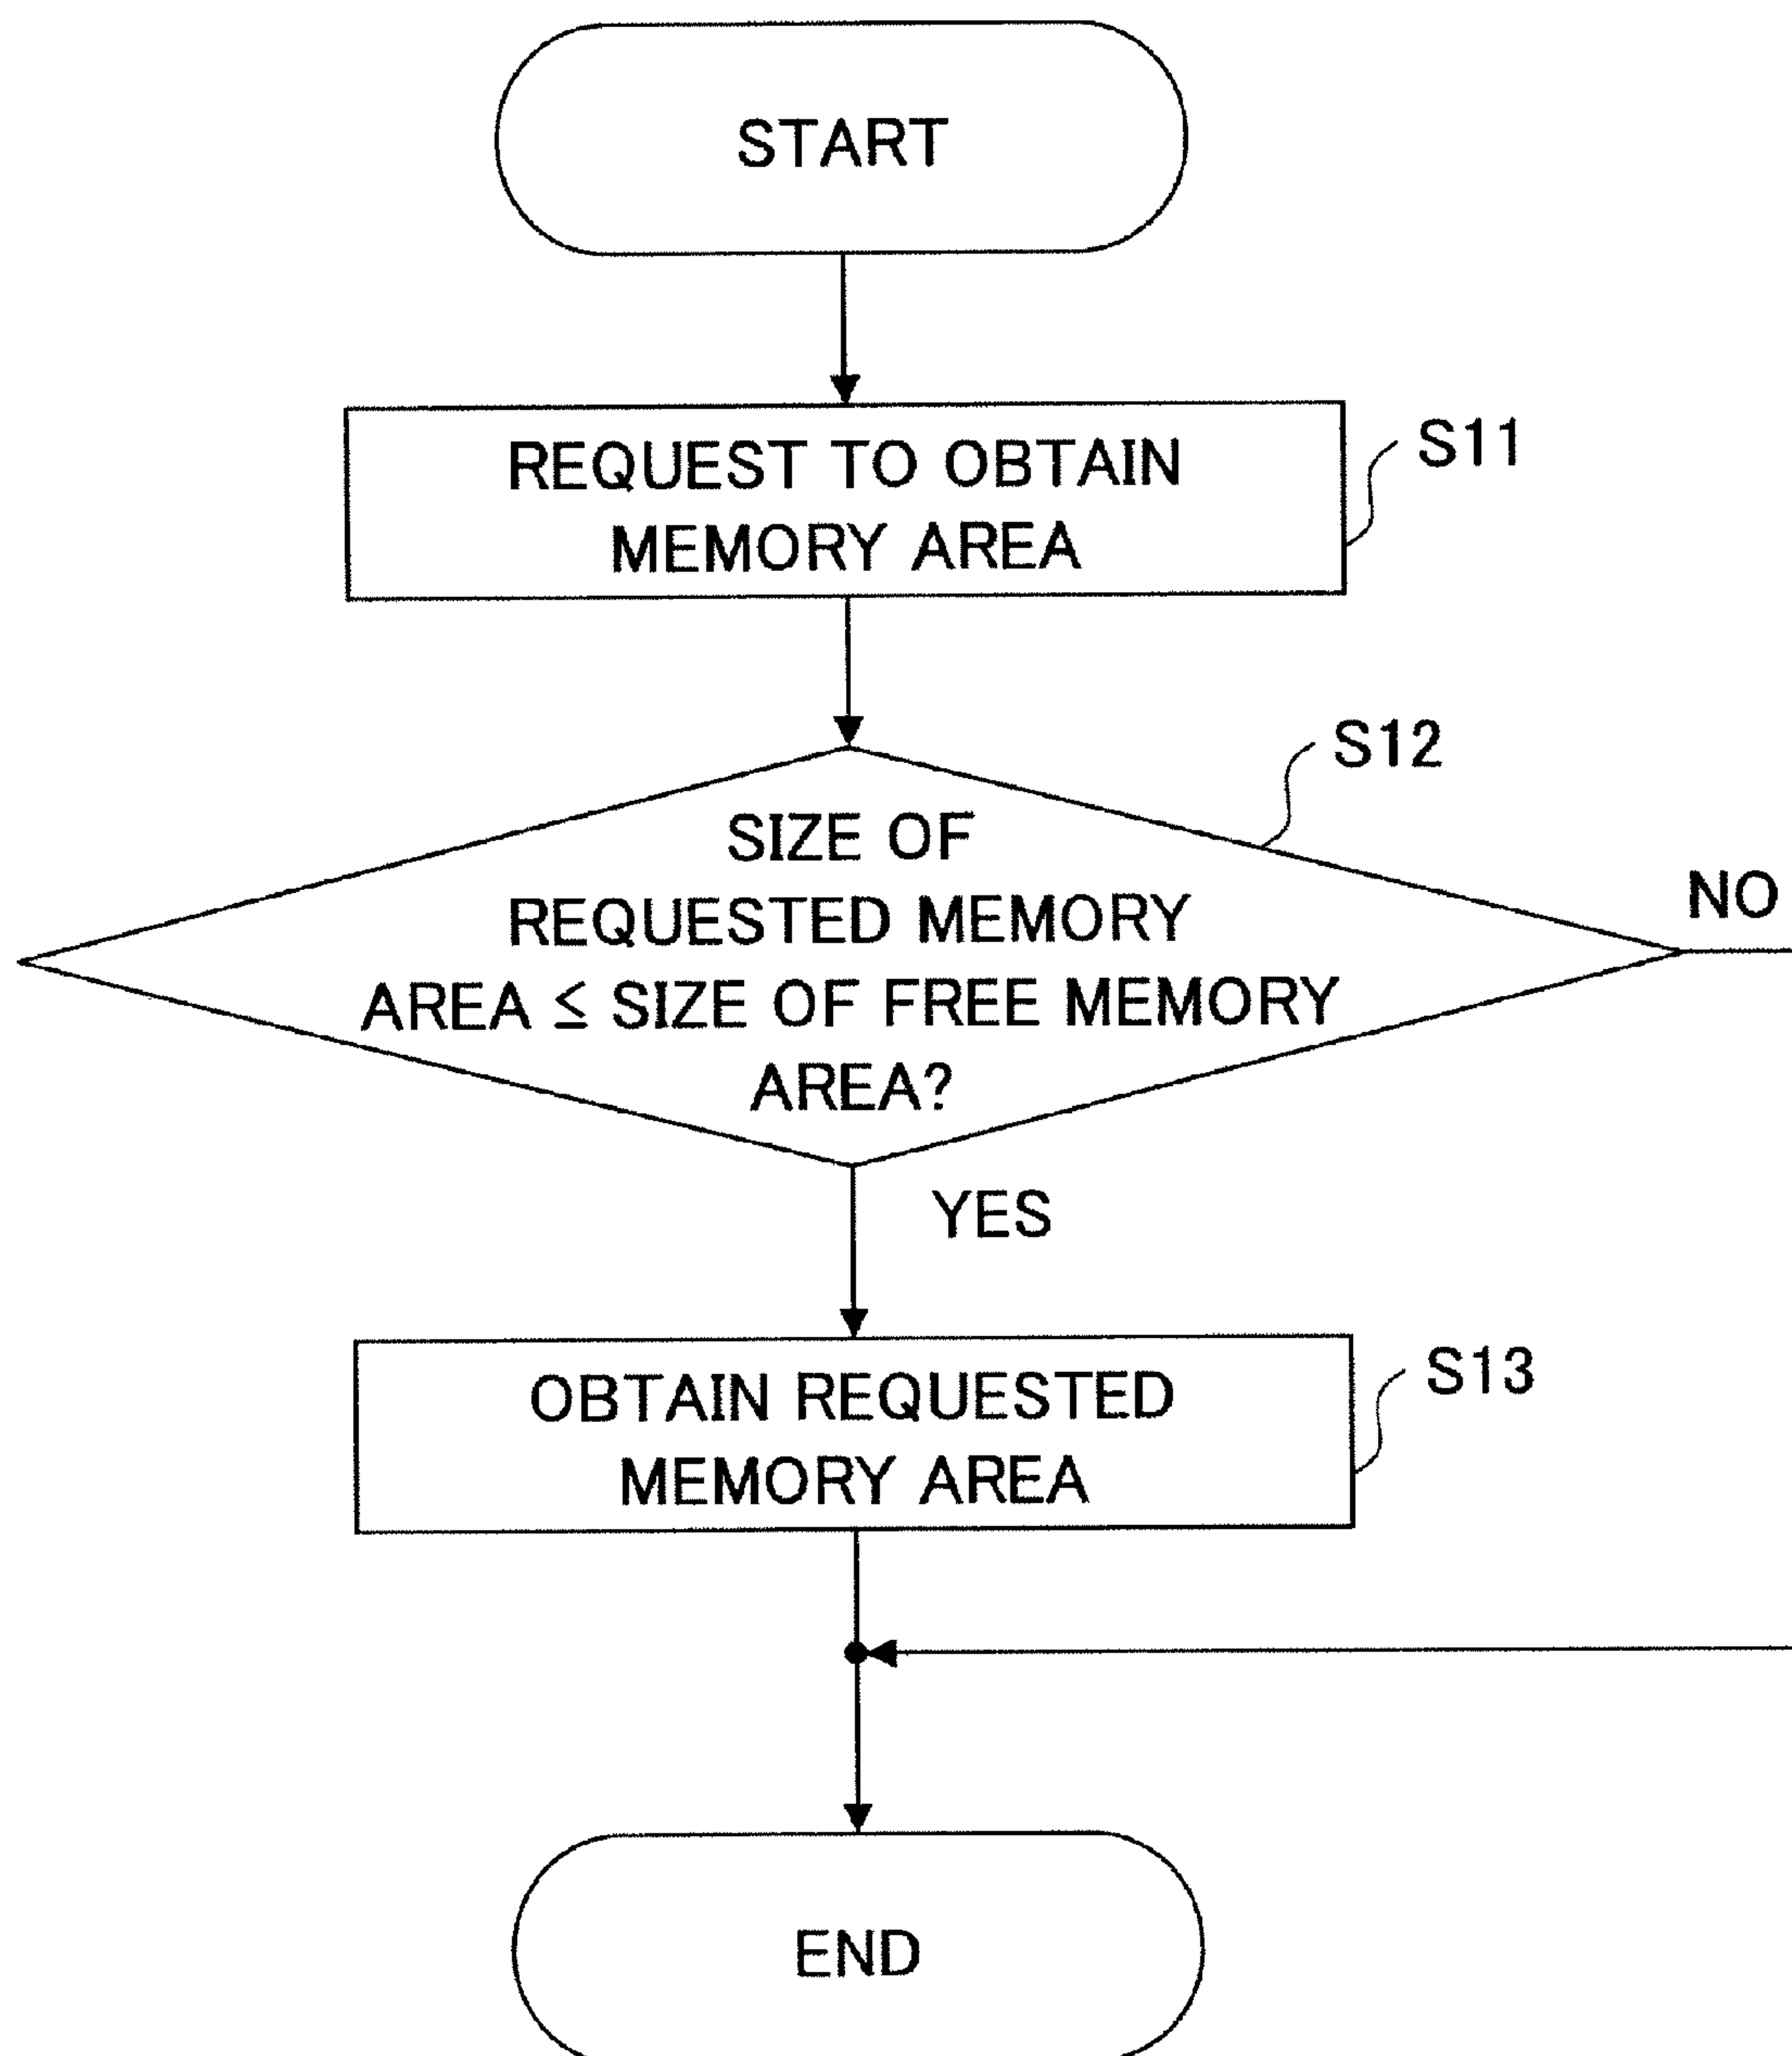 START
REQUEST TO OBTAIN
MEMORY AREA
S11
S12
SIZE OF
REQUESTED MEMORY
AREA ≤ SIZE OF FREE MEMORY
AREA?
NO
YES
OBTAIN REQUESTED
MEMORY AREA
S13
END